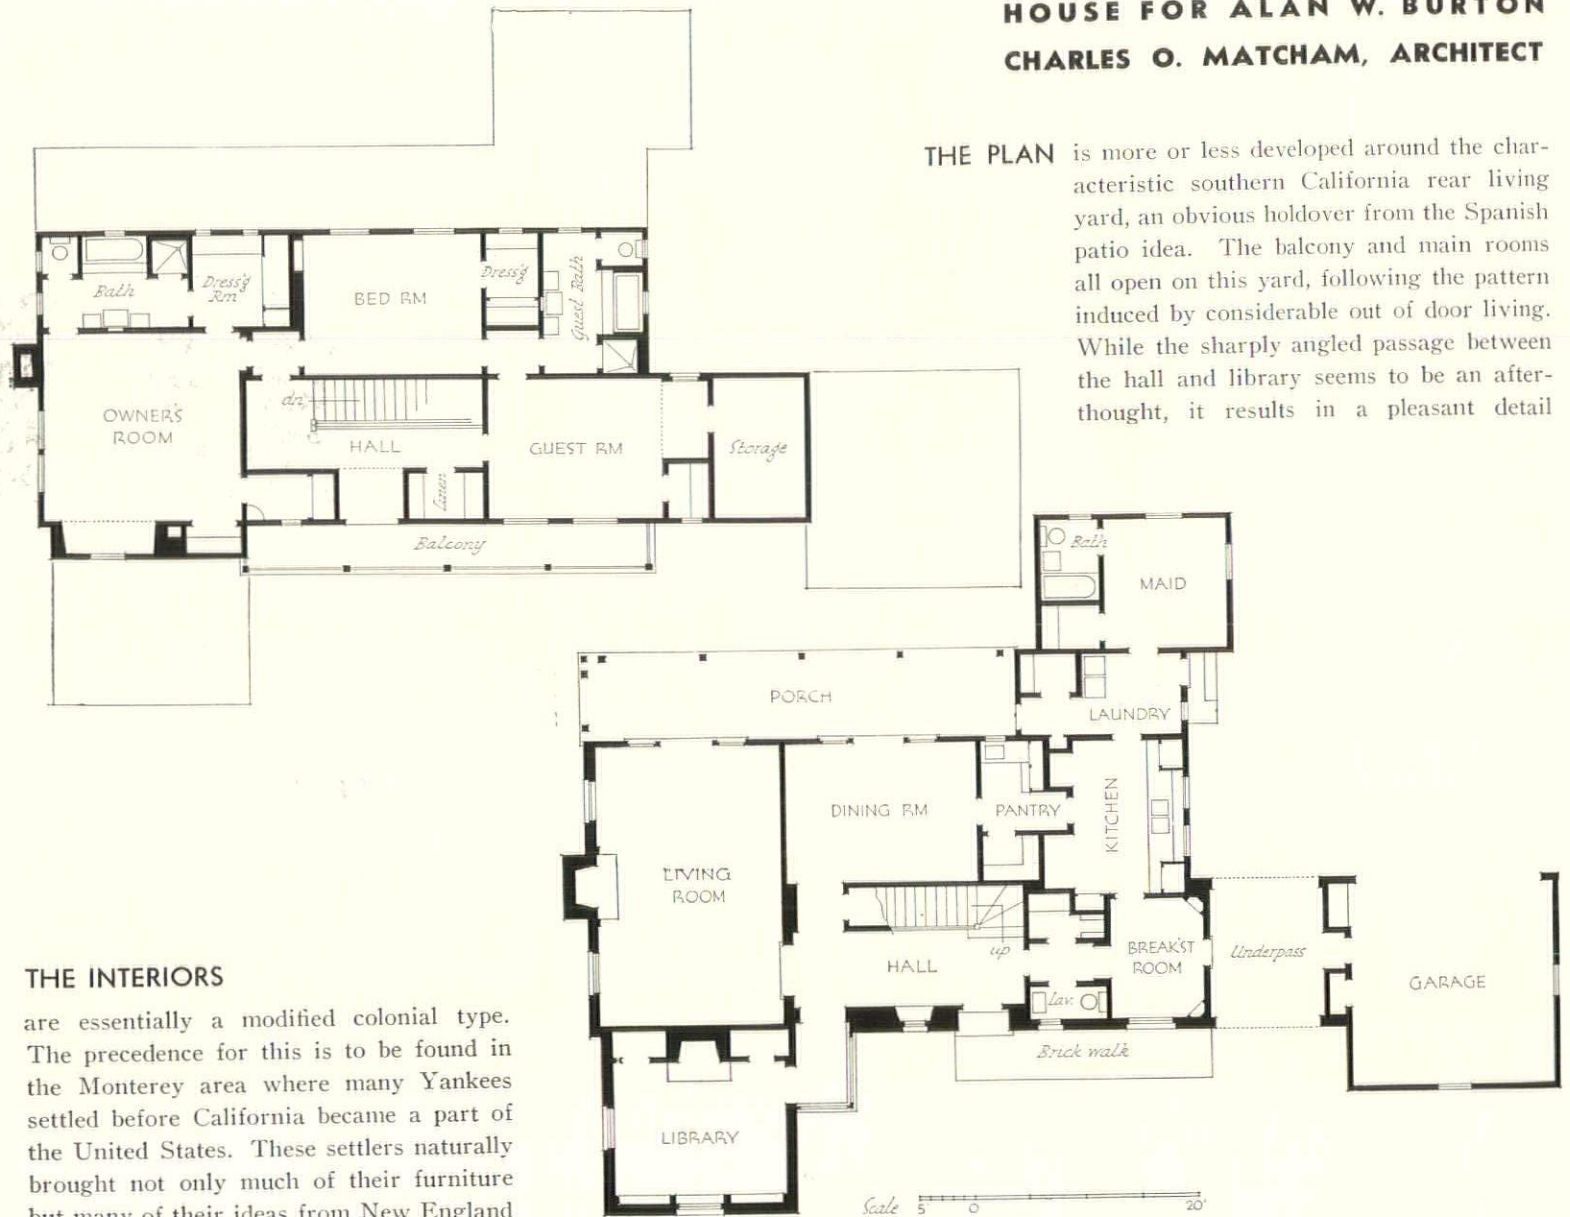 HOUSE FOR ALAN W. BURTON
CHARLES O. MATCHAM, ARCHITECT
THE PLAN is more or less developed around the char-
acteristic southern California rear living
yard, an obvious holdover from the Spanish
patio idea. The balcony and main rooms
all open on this yard, following the pattern
induced by considerable out of door living.
While the sharply angled passage between
the hall and library seems to be an after-
thought, it results in a pleasant detail
Bath
Dress'g
Rm
BED RM
Dress'g
Guest Bath
OWNER'S
ROOM
dn
HALL
Linen
GUEST RM
Storage
Balcony
Bath
MAID
PORCH
LAUNDRY
LIVING
ROOM
DINING RM
PANTRY
KITCHEN
HALL
up
Lav.
BREAK'ST
ROOM
Underpass
GARAGE
Brick walk
LIBRARY
Scale 5' 0 20'
THE INTERIORS
are essentially a modified colonial type.
The precedence for this is to be found in
the Monterey area where many Yankees
settled before California became a part of
the United States. These settlers naturally
brought not only much of their furniture
but many of their ideas from New England